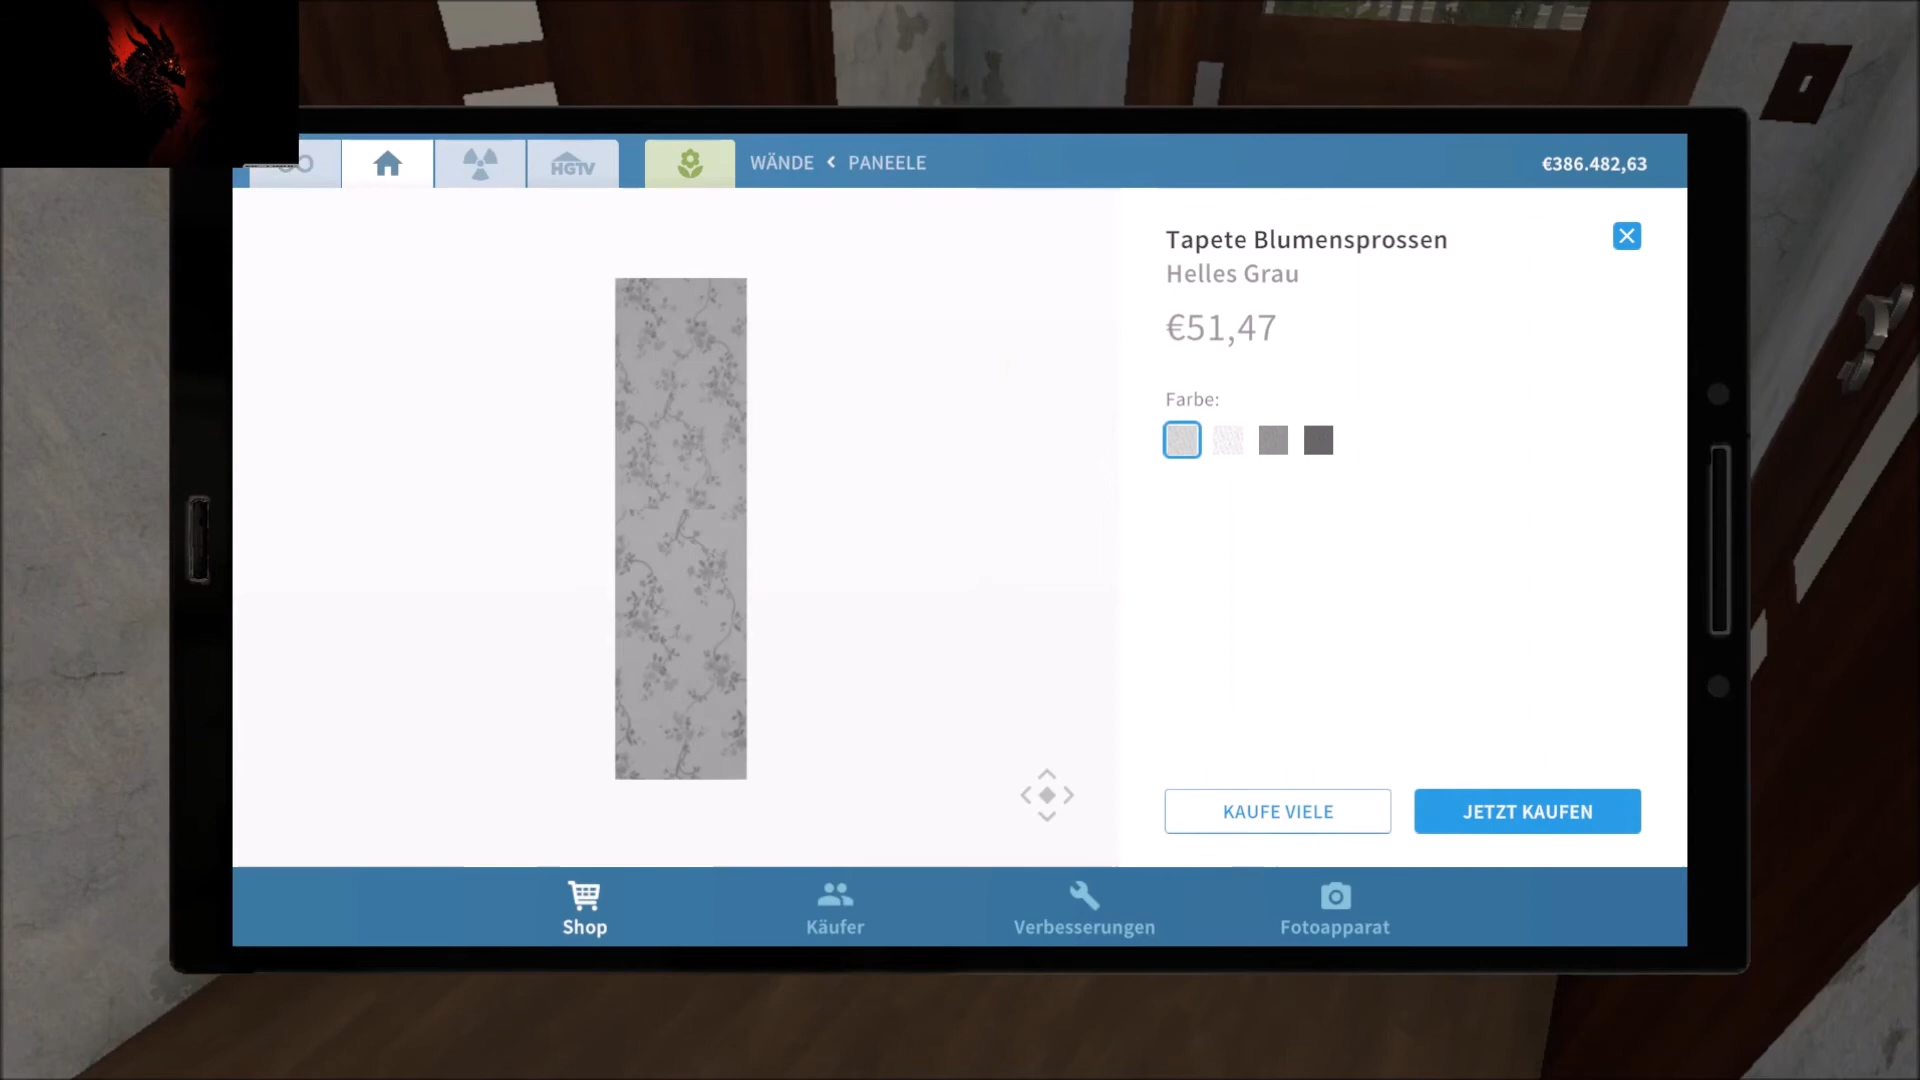 HGTV
WÄNDE < PANEELE
€386.482,63
Tapete Blumensprossen
Helles Grau
€51,47
Farbe:
KAUFE VIELE
JETZT KAUFEN
Shop
Käufer
Verbesserungen
Fotoapparat